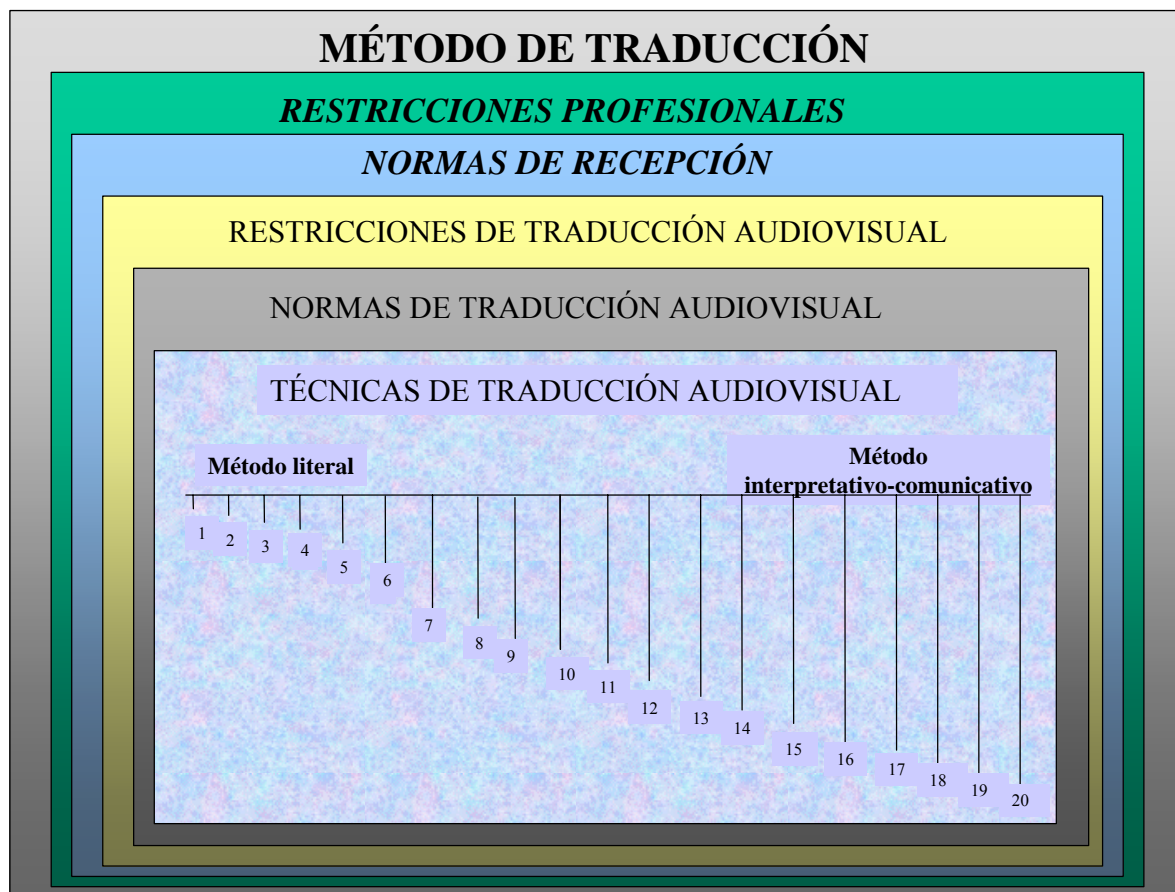 MÉTODO DE TRADUCCIÓN
RESTRICCIONES PROFESIONALES
NORMAS DE RECEPCIÓN
RESTRICCIONES DE TRADUCCIÓN AUDIOVISUAL
NORMAS DE TRADUCCIÓN AUDIOVISUAL
TÉCNICAS DE TRADUCCIÓN AUDIOVISUAL
Método literal
Método
interpretativo-comunicativo
1
2
3
4
5
6
7
8
9
10
11
12
13
14
15
16
17
18
19
20